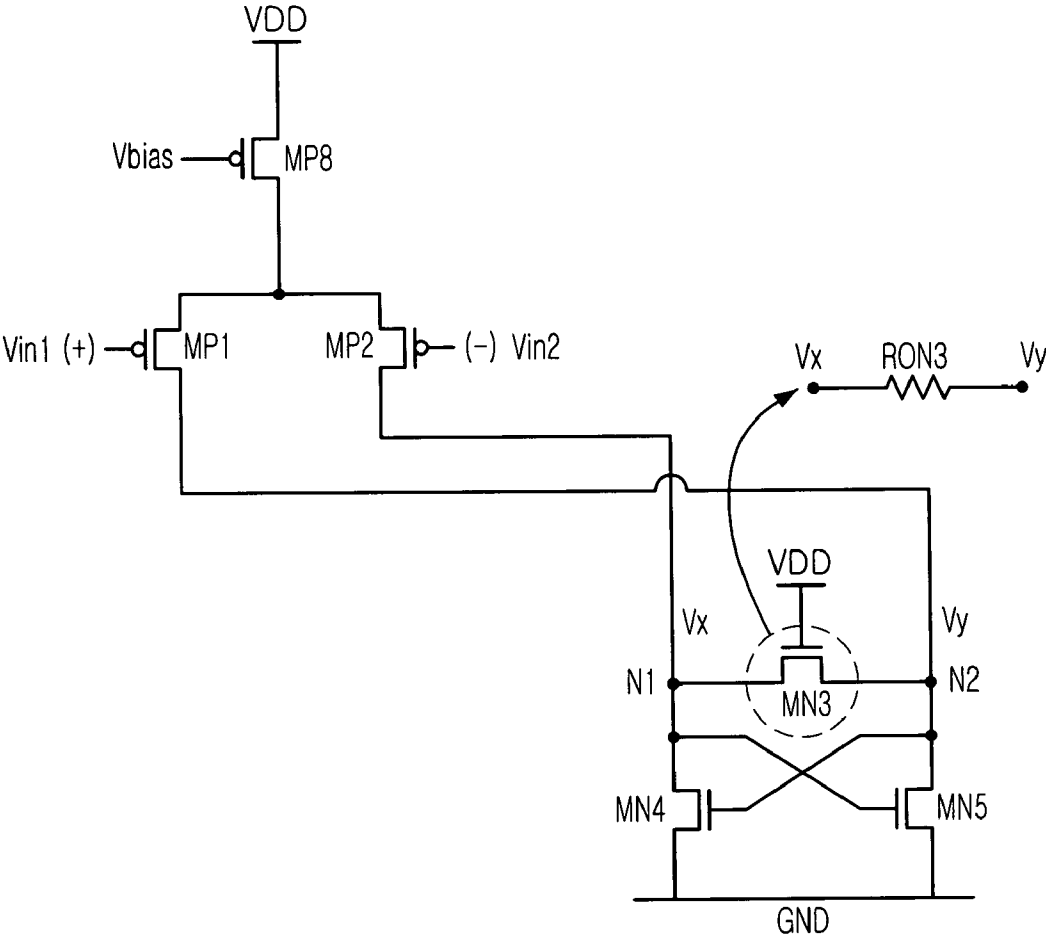 VDD
Vbias
MP8
Vin1 (+)
MP1
MP2
(-) Vin2
Vx
RON3
Vy
VDD
Vx
Vy
N1
MN3
N2
MN4
MN5
GND